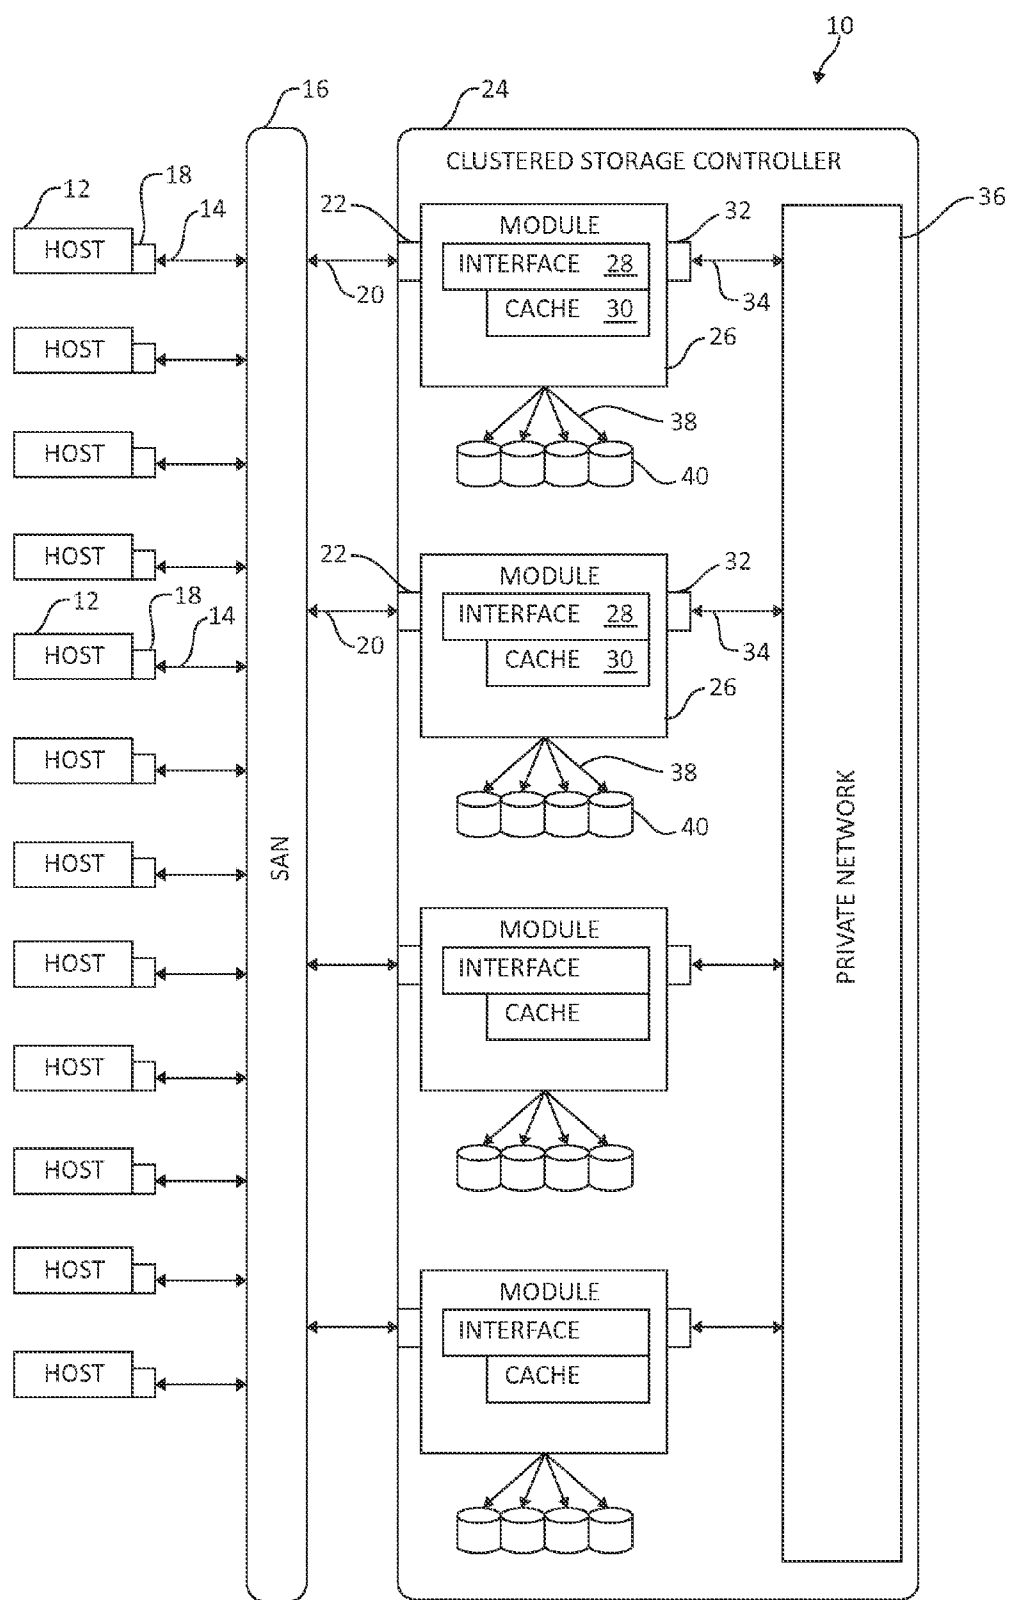 10
16
24
CLUSTERED STORAGE CONTROLLER
12
18
14
HOST
22
20
MODULE
INTERFACE 28
CACHE 30
32
34
36
26
38
40
HOST
HOST
HOST
12
18
14
HOST
22
20
MODULE
INTERFACE 28
CACHE 30
32
34
26
38
40
HOST
HOST
SAN
PRIVATE NETWORK
HOST
MODULE
INTERFACE
CACHE
HOST
HOST
HOST
MODULE
INTERFACE
CACHE
HOST